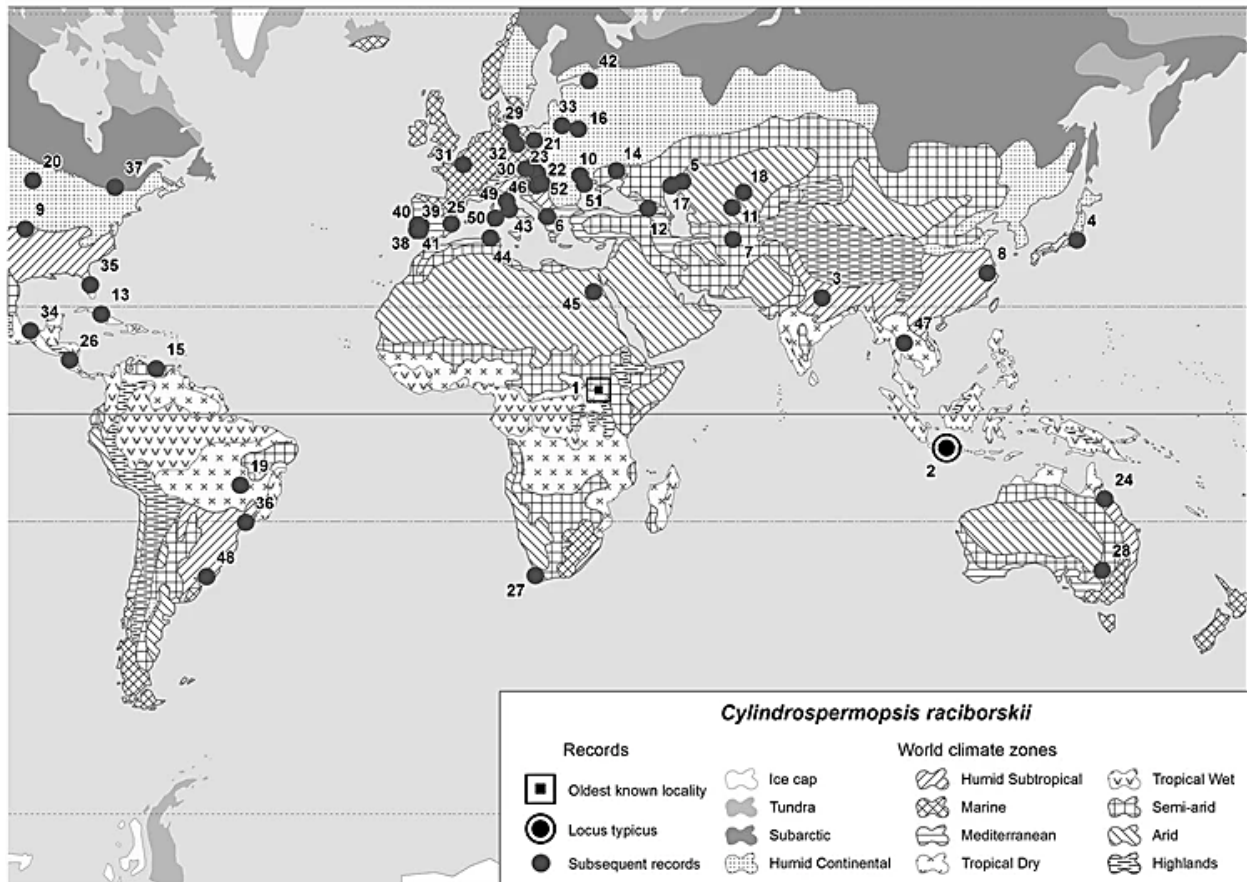 42
29
33
16
20
37
31
32
21
23
22
10
14
30
5
18
9
49
46
52
51
17
11
40
39
25
50
43
6
12
4
38
41
44
7
8
35
13
45
3
34
26
15
47
1
2
19
24
36
48
27
28
Cylindrospermopsis raciborskii
Records
World climate zones
Oldest known locality
Locus typicus
Subsequent records
Ice cap
Tundra
Subarctic
Humid Continental
Humid Subtropical
Marine
Mediterranean
Tropical Dry
Tropical Wet
Semi-arid
Arid
Highlands